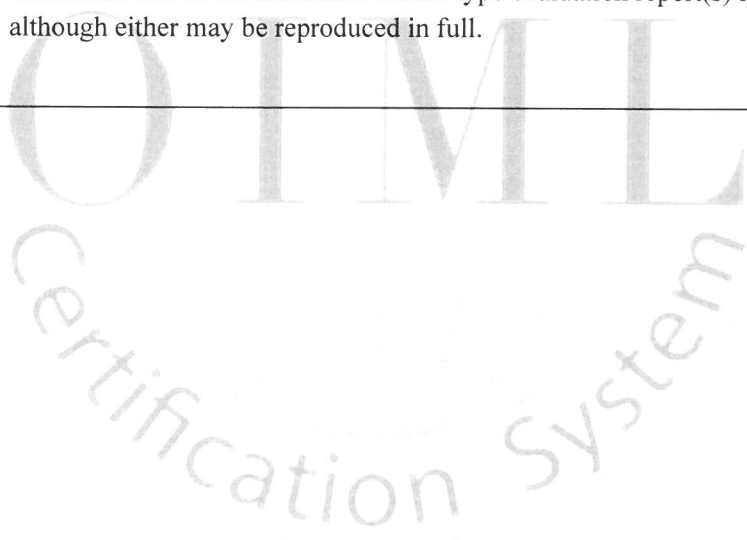 although either may be reproduced in full.
OIML
Certification System